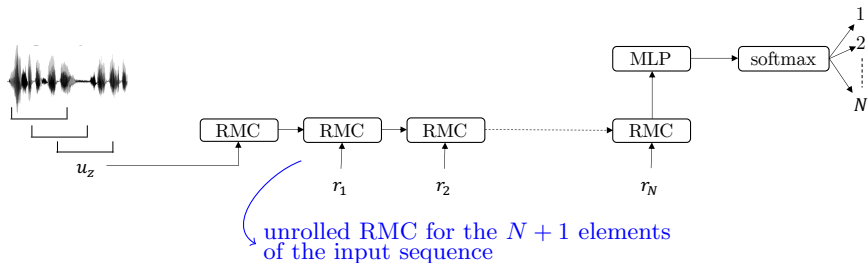 1
2
N
MLP
softmax
RMC
RMC
RMC
RMC
u_z
r_1
r_2
r_N
unrolled RMC for the N + 1 elements
of the input sequence